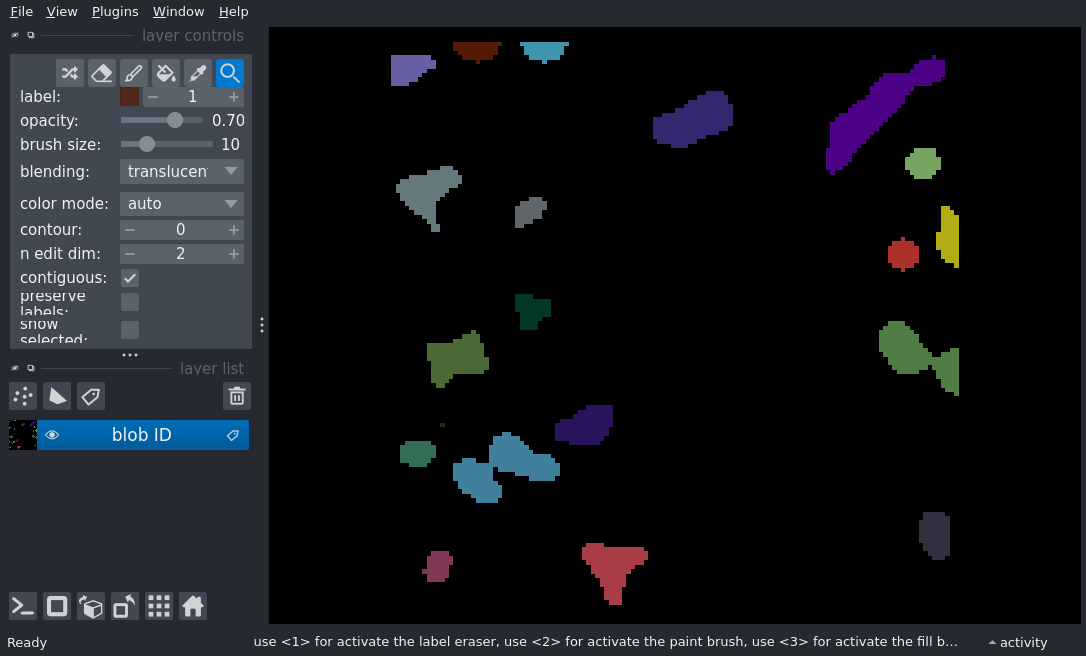 File View Plugins Window Help
layer controls
label: 1
opacity: 0.70
brush size: 10
blending: translucen
color mode: auto
contour: 0
n edit dim: 2
contiguous:
preserve
labels:
show
selected:
layer list
blob ID
Ready use <1> for activate the label eraser, use <2> for activate the paint brush, use <3> for activate the fill b... activity